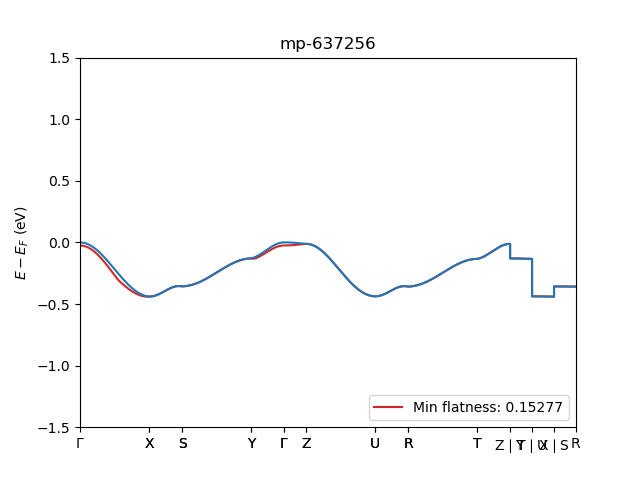 mp-637256
E − E_F (eV)
1.5
1.0
0.5
0.0
−0.5
−1.0
−1.5
Min flatness: 0.15277
Γ X S Y Γ Z U R T Z | Y T | U X | S R